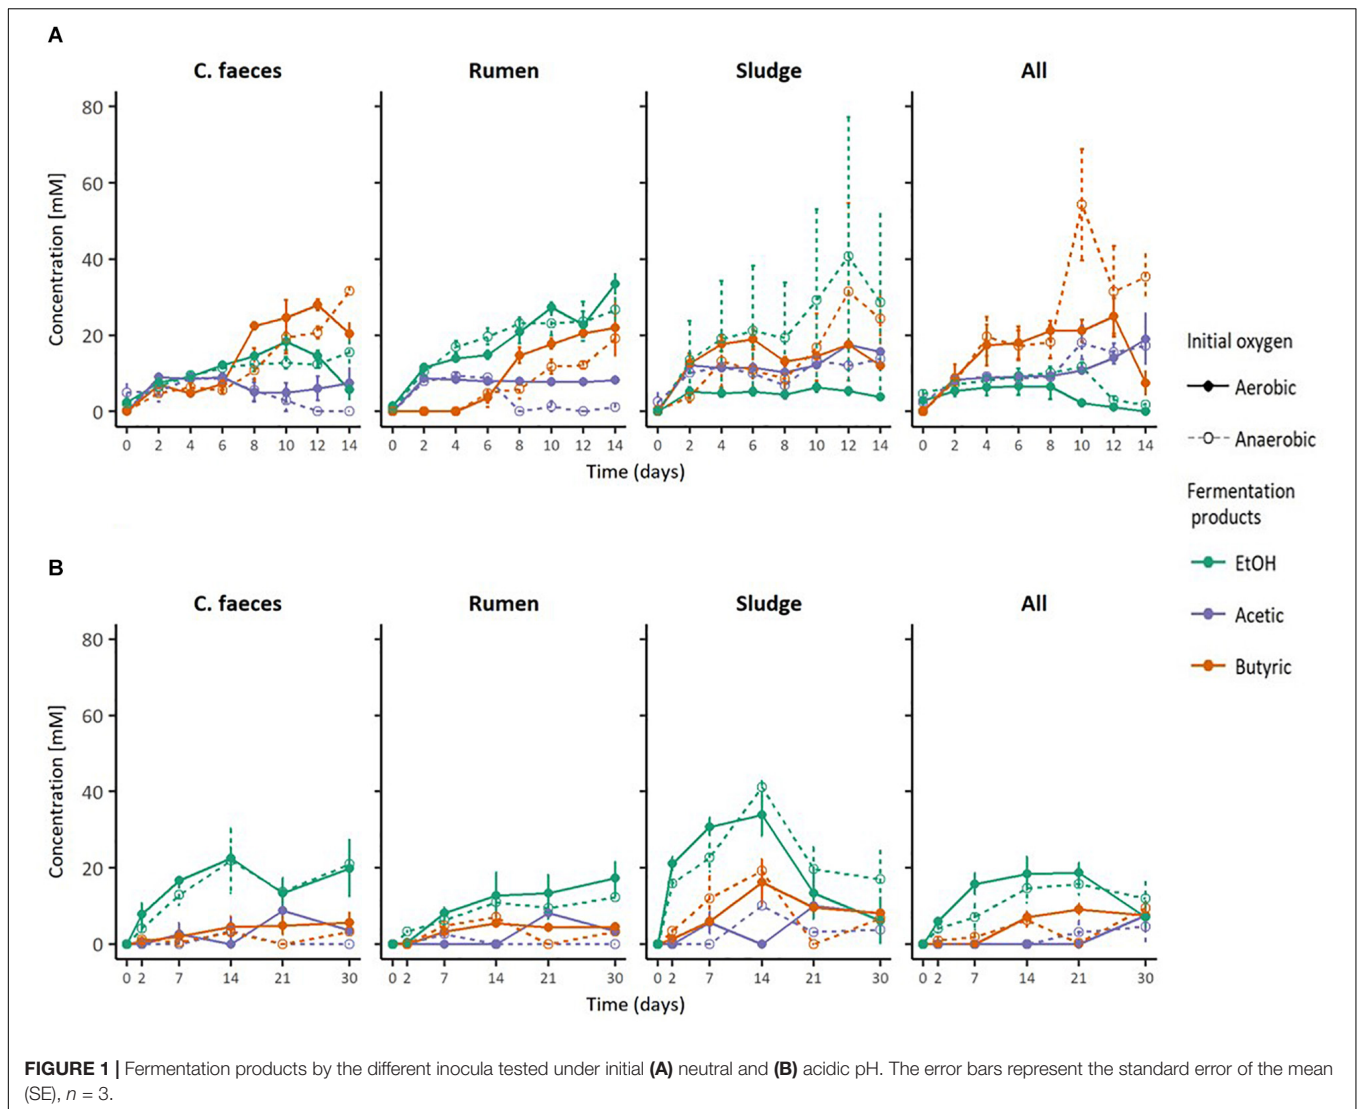 A
C. faeces Rumen Sludge All
80
60
40
20
0
Concentration [mM]
0 2 4 6 8 10 12 14 0 2 4 6 8 10 12 14 0 2 4 6 8 10 12 14 0 2 4 6 8 10 12 14
Time (days)
Initial oxygen
Aerobic
Anaerobic
Fermentation
products
EtOH
Acetic
Butyric
B
C. faeces Rumen Sludge All
80
60
40
20
0
Concentration [mM]
0 2 7 14 21 30 0 2 7 14 21 30 0 2 7 14 21 30 0 2 7 14 21 30
Time (days)
FIGURE 1 | Fermentation products by the different inocula tested under initial (A) neutral and (B) acidic pH. The error bars represent the standard error of the mean
(SE), n = 3.